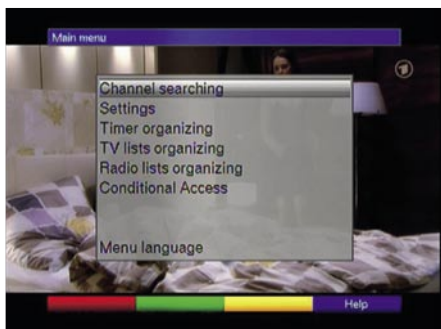 Main menu
Channel searching
Settings
Timer organizing
TV lists organizing
Radio lists organizing
Conditional Access
Menu language
Help